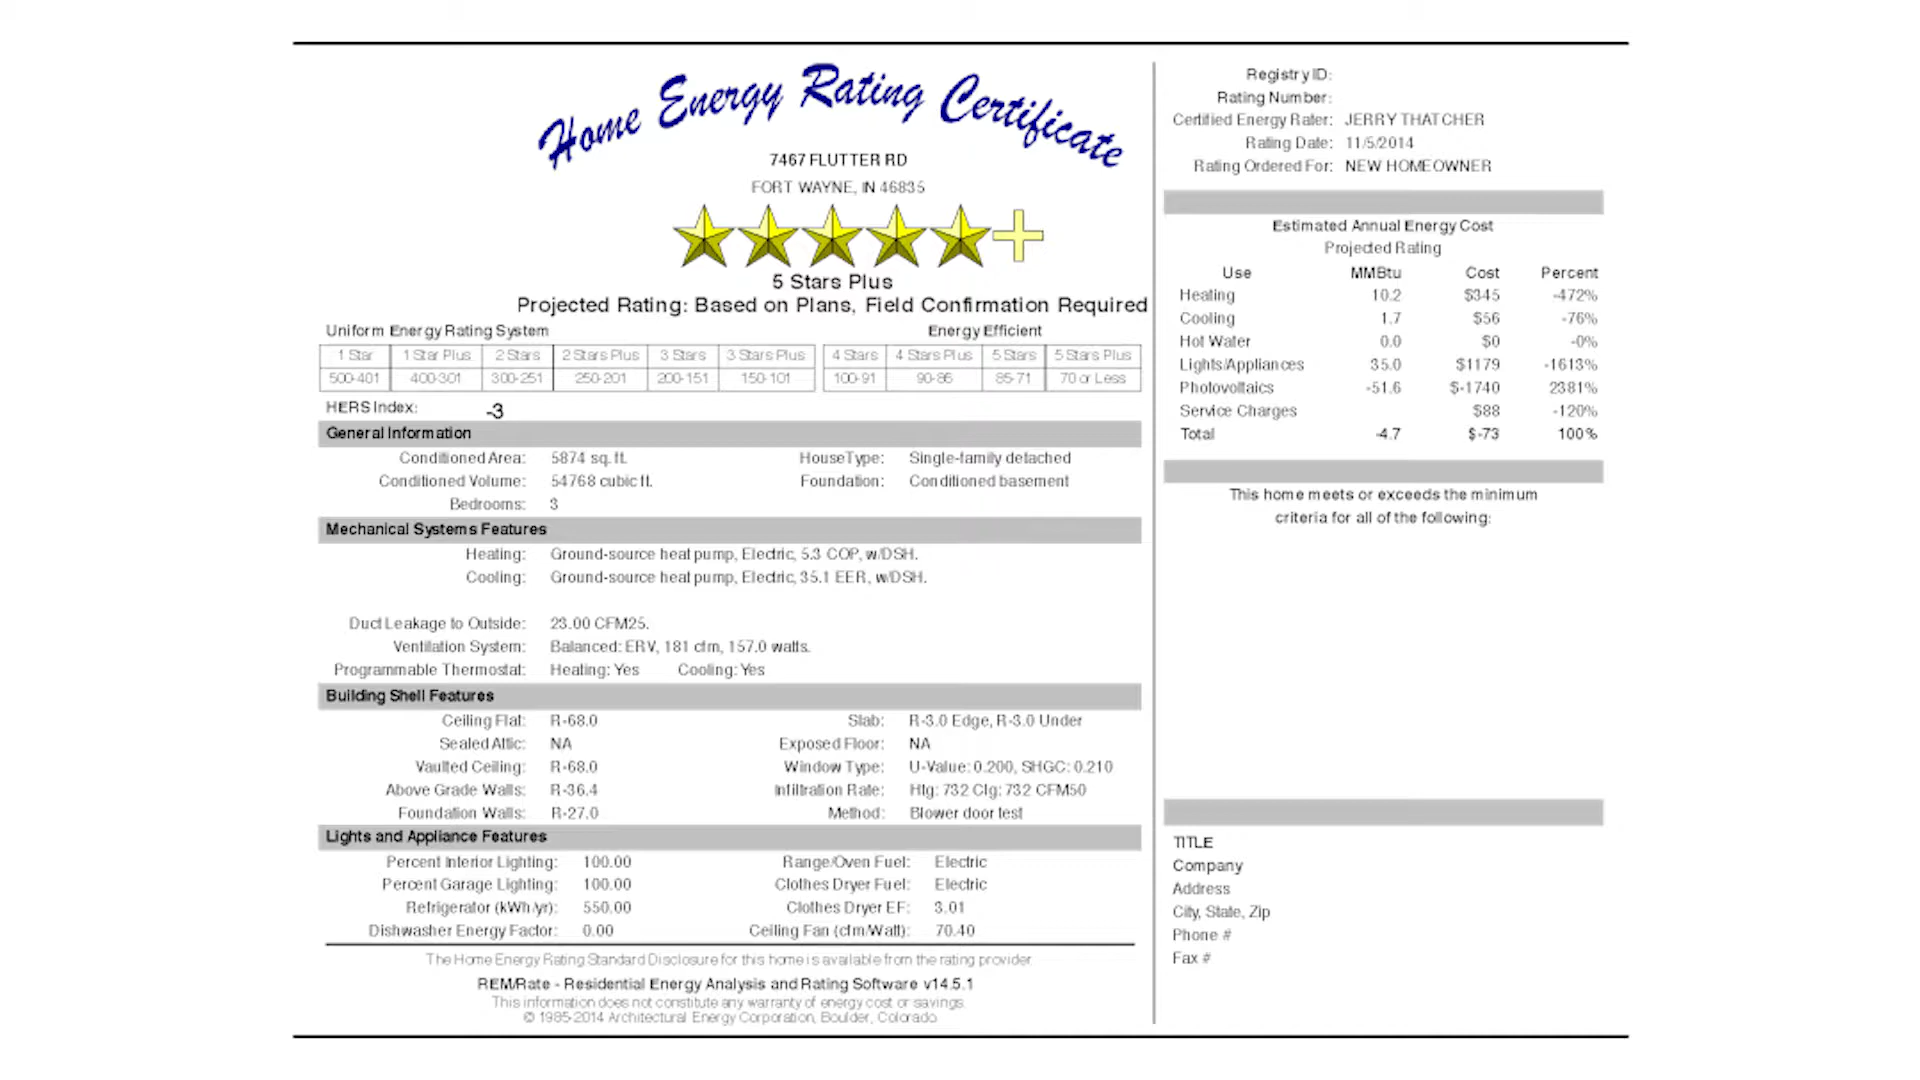 Home Energy Rating Certificate
7467 FLUTTER RD
FORT WAYNE, IN 46835
5 Stars Plus
Projected Rating: Based on Plans, Field Confirmation Required
Uniform Energy Rating System Energy Efficient
1 Star 1 Star Plus 2 Stars 2 Stars Plus 3 Stars 3 Stars Plus 4 Stars 4 Stars Plus 5 Stars 5 Stars Plus
500-401 400-301 300-251 250-201 200-151 150-101 100-91 90-86 85-71 70 or Less
HERS Index: -3
General Information
Conditioned Area: 5874 sq. ft. House Type: Single-family detached
Conditioned Volume: 54768 cubic ft. Foundation: Conditioned basement
Bedrooms: 3
Mechanical Systems Features
Heating: Ground-source heat pump, Electric, 5.3 COP, w/DSH.
Cooling: Ground-source heat pump, Electric, 35.1 EER, w/DSH.
Duct Leakage to Outside: 23.00 CFM25.
Ventilation System: Balanced: ERV, 181 cfm, 157.0 watts.
Programmable Thermostat: Heating: Yes Cooling: Yes
Building Shell Features
Ceiling Flat: R-68.0 Slab: R-3.0 Edge, R-3.0 Under
Sealed Attic: NA Exposed Floor: NA
Vaulted Ceiling: R-68.0 Window Type: U-Value: 0.200, SHGC: 0.210
Above Grade Walls: R-36.4 Infiltration Rate: Htg: 732 Clg: 732 CFM50
Foundation Walls: R-27.0 Method: Blower door test
Lights and Appliance Features
Percent Interior Lighting: 100.00 Range/Oven Fuel: Electric
Percent Garage Lighting: 100.00 Clothes Dryer Fuel: Electric
Refrigerator (kWh/yr): 550.00 Clothes Dryer EF: 3.01
Dishwasher Energy Factor: 0.00 Ceiling Fan (cfm/Watt): 70.40
The Home Energy Rating Standard Disclosure for this home is available from the rating provider.
REM/Rate - Residential Energy Analysis and Rating Software v14.5.1
This information does not constitute any warranty of energy cost or savings.
© 1985-2014 Architectural Energy Corporation, Boulder, Colorado.
Registry ID:
Rating Number:
Certified Energy Rater: JERRY THATCHER
Rating Date: 11/5/2014
Rating Ordered For: NEW HOMEOWNER
Estimated Annual Energy Cost
Projected Rating
Use MMBtu Cost Percent
Heating 10.2 $345 -472%
Cooling 1.7 $56 -76%
Hot Water 0.0 $0 -0%
Lights/Appliances 35.0 $1179 -1613%
Photovoltaics -51.6 $-1740 2381%
Service Charges $88 -120%
Total -4.7 $-73 100%
This home meets or exceeds the minimum
criteria for all of the following:
TITLE
Company
Address
City, State, Zip
Phone #
Fax #